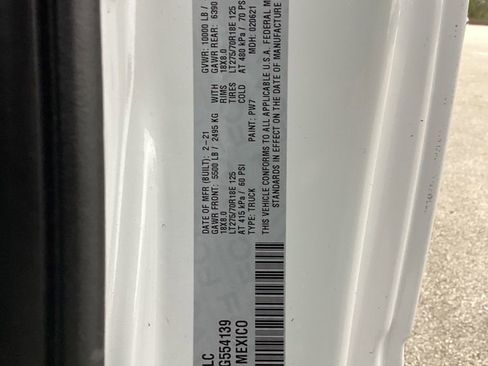 DATE OF MFR (BUILT): 2-21 GVWR: 10000 LB /
GAWR FRONT: 5500 LB / 2495 KG WITH GAWR REAR: 6390
18X8.0 RIMS 18X8.0
LT275/70R18E 125 TIRES LT275/70R18E 125
AT 415 kPa / 60 PSI COLD AT 480 kPa / 70 PS
TYPE: TRUCK PAINT: PW7 MDH: 020621
THIS VEHICLE CONFORMS TO ALL APPLICABLE U.S.A. FEDERAL M
STANDARDS IN EFFECT ON THE DATE OF MANUFACTURE
LC
G554139
MEXICO